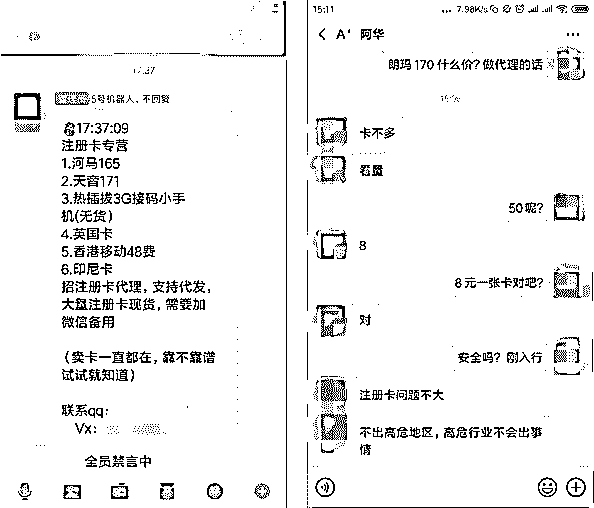 17:37
5号机器人，不回复
@17:37:09
注册卡专营
1.河马165
2.天音171
3.热插拔3G接码小手
机(无货)
4.英国卡
5.香港移动48费
6.印尼卡
招注册卡代理，支持代发，
大量注册卡现货，需要加
微信备用
（卖卡一直都在，靠不靠谱
试试就知道）
联系qq：
Vx：
全员禁言中
15:11
7.98K/s
阿华
朗玛 170 什么价？做代理的话
卡不多
看量
50 呢？
8
8 元一张卡对吧？
对
安全吗？刚入行
注册卡问题不大
不出高危地区，高危行业不会出事
情